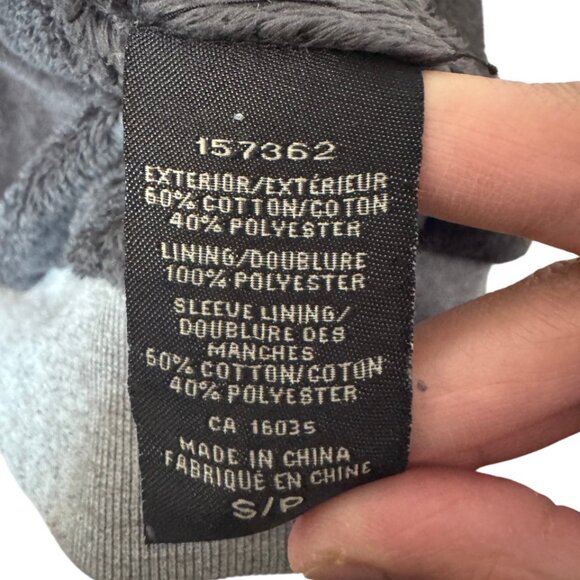 157362
EXTERIOR/EXTÉRIEUR
60% COTTON/COTON
40% POLYESTER
LINING/DOUBLURE
100% POLYESTER
SLEEVE LINING/
DOUBLURE DES
MANCHES
60% COTTON/COTON
40% POLYESTER
CA 16035
MADE IN CHINA
FABRIQUÉ EN CHINE
S/P